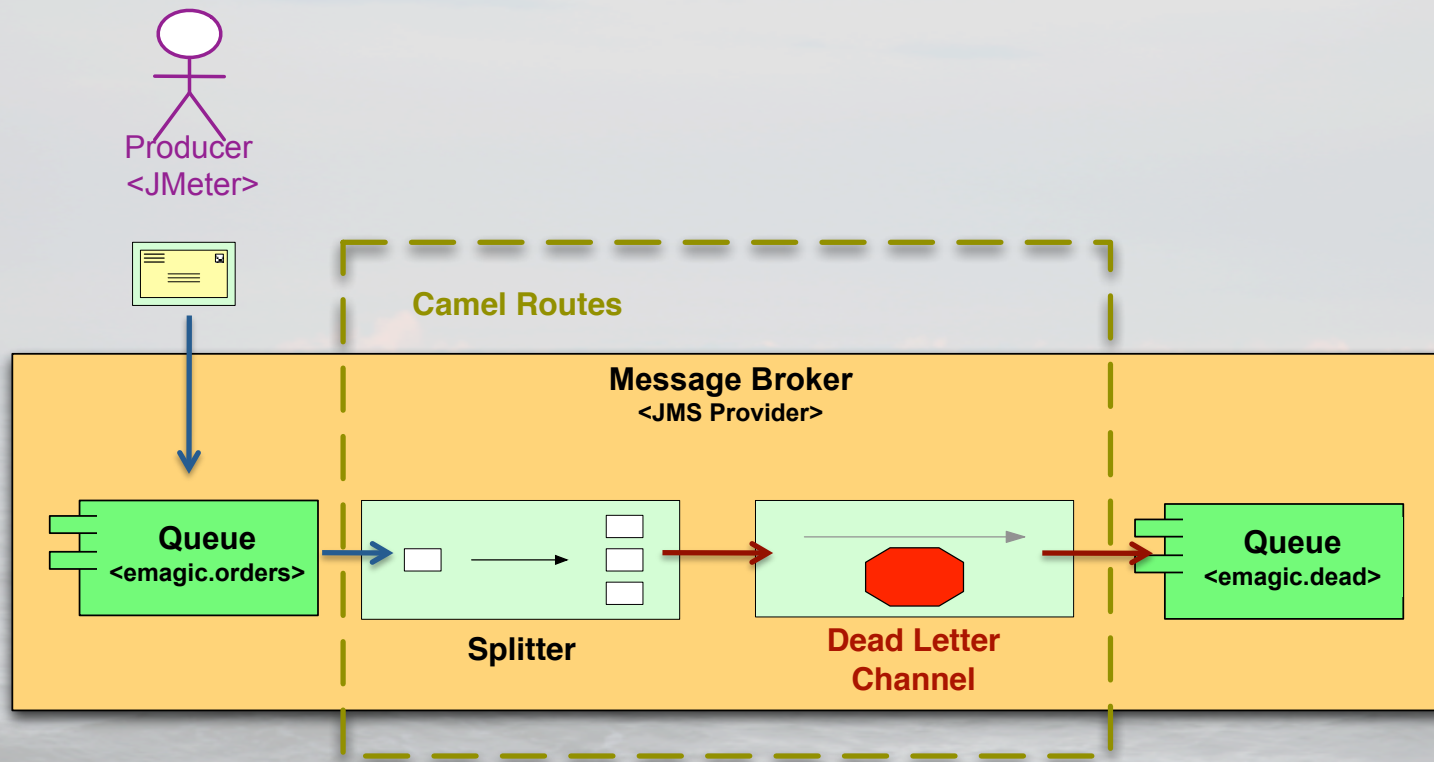 Producer
<JMeter>
Camel Routes
Message Broker
<JMS Provider>
Queue
<emagic.orders>
Splitter
Dead Letter
Channel
Queue
<emagic.dead>